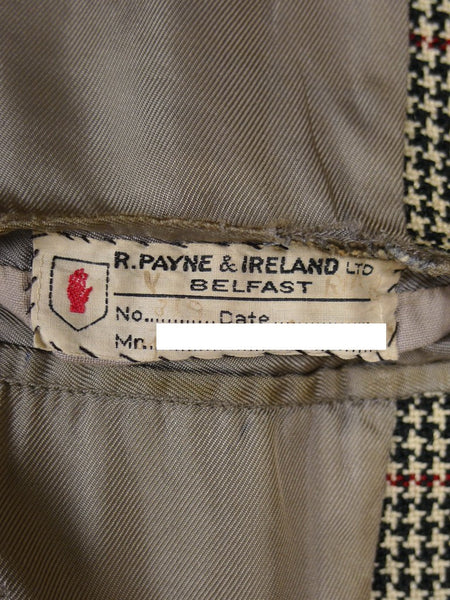 R. PAYNE & IRELAND LTD
BELFAST
No............ Date............
Mr.